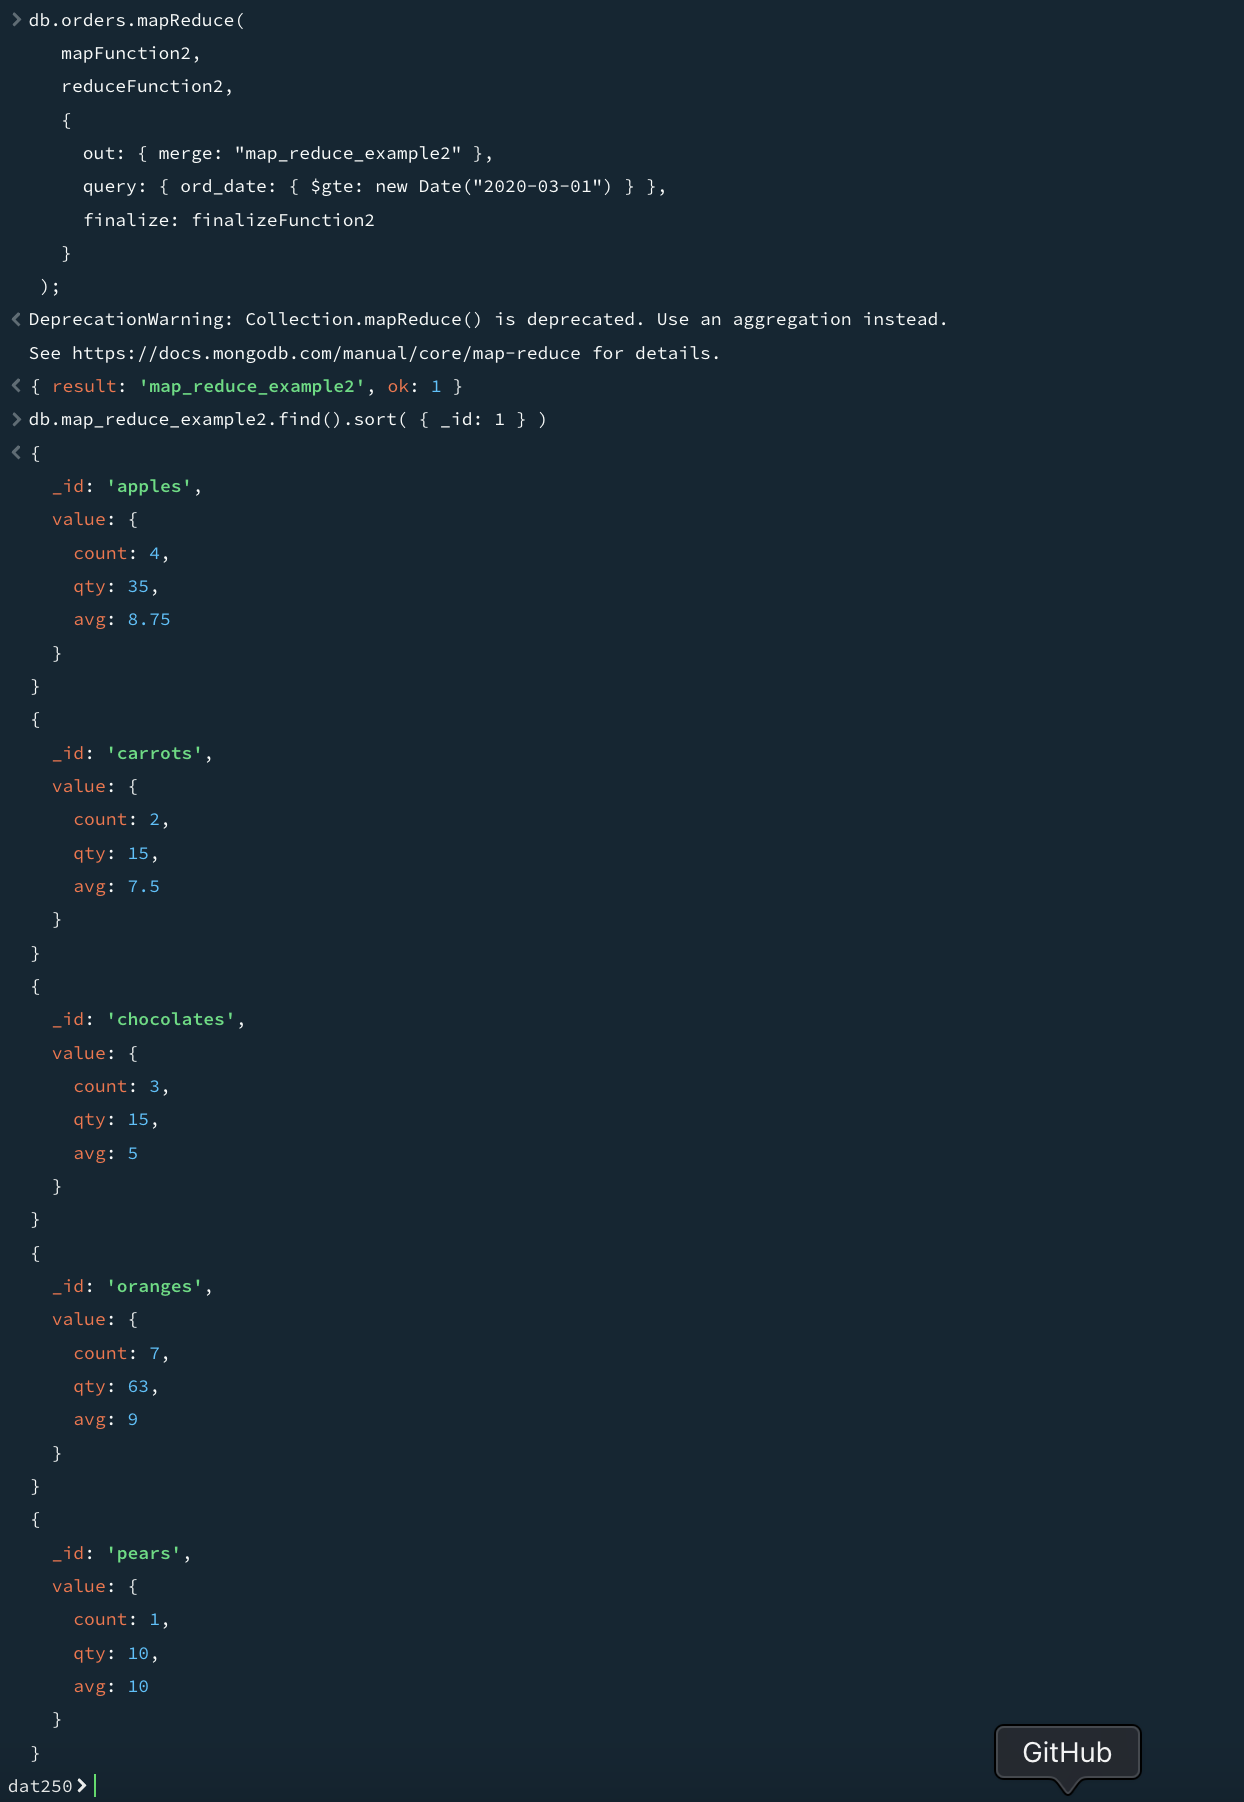 > db.orders.mapReduce(
mapFunction2,
reduceFunction2,
{
out: { merge: "map_reduce_example2" },
query: { ord_date: { $gte: new Date("2020-03-01") } },
finalize: finalizeFunction2
}
);
< DeprecationWarning: Collection.mapReduce() is deprecated. Use an aggregation instead.
See https://docs.mongodb.com/manual/core/map-reduce for details.
< { result: 'map_reduce_example2', ok: 1 }
> db.map_reduce_example2.find().sort( { _id: 1 } )
< {
_id: 'apples',
value: {
count: 4,
qty: 35,
avg: 8.75
}
}
{
_id: 'carrots',
value: {
count: 2,
qty: 15,
avg: 7.5
}
}
{
_id: 'chocolates',
value: {
count: 3,
qty: 15,
avg: 5
}
}
{
_id: 'oranges',
value: {
count: 7,
qty: 63,
avg: 9
}
}
{
_id: 'pears',
value: {
count: 1,
qty: 10,
avg: 10
}
}
GitHub
dat250>